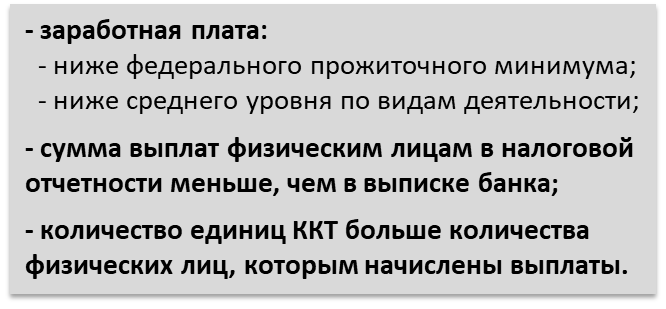 - заработная плата:
- ниже федерального прожиточного минимума;
- ниже среднего уровня по видам деятельности;
- сумма выплат физическим лицам в налоговой
отчетности меньше, чем в выписке банка;
- количество единиц ККТ больше количества
физических лиц, которым начислены выплаты.